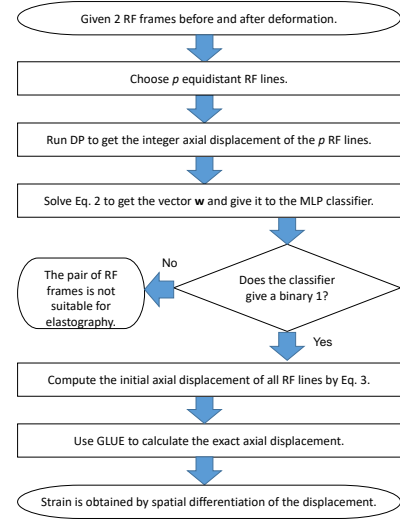 Given 2 RF frames before and after deformation.
Choose p equidistant RF lines.
Run DP to get the integer axial displacement of the p RF lines.
Solve Eq. 2 to get the vector w and give it to the MLP classifier.
No
The pair of RF
frames is not
suitable for
elastography.
Does the classifier
give a binary 1?
Yes
Compute the initial axial displacement of all RF lines by Eq. 3.
Use GLUE to calculate the exact axial displacement.
Strain is obtained by spatial differentiation of the displacement.